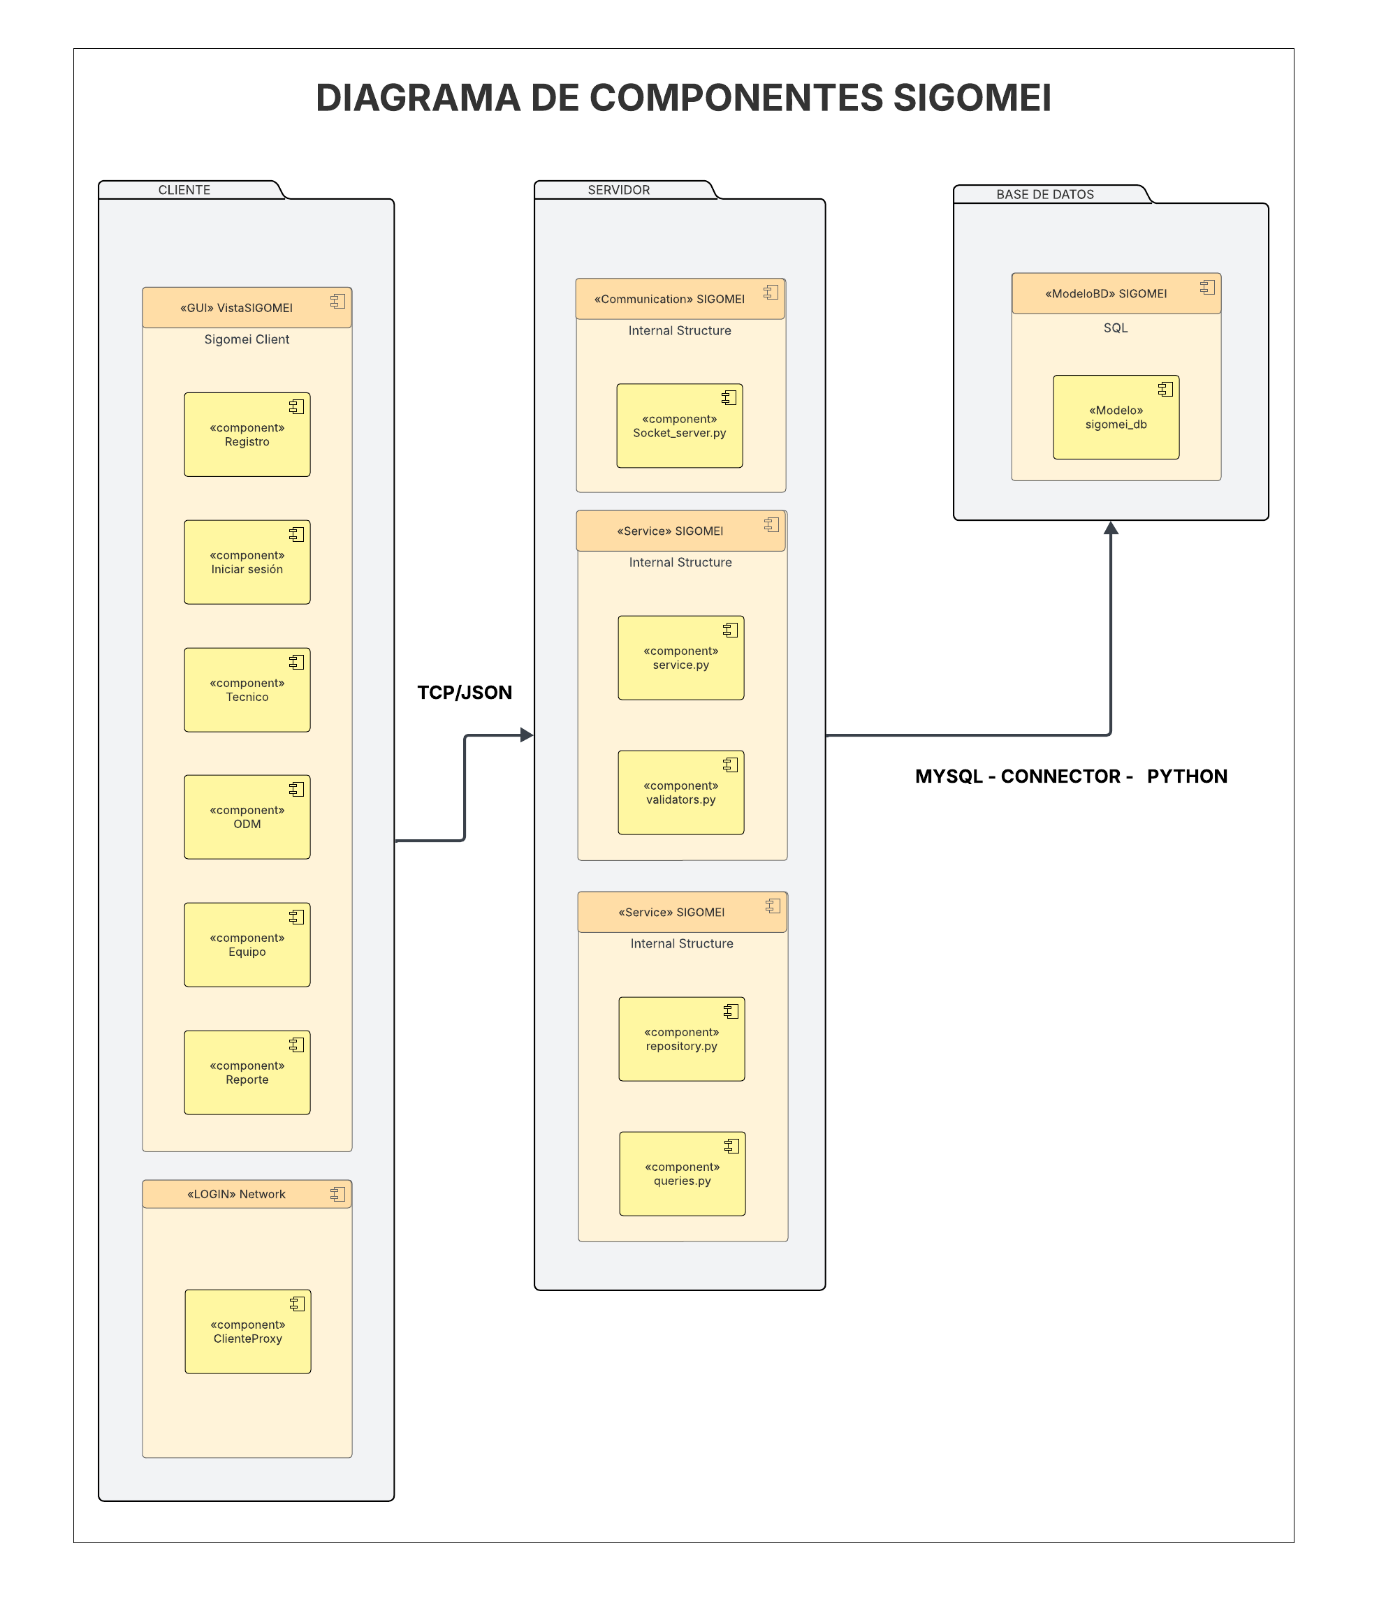 DIAGRAMA DE COMPONENTES SIGOMEI
CLIENTE
«GUI» VistaSIGOMEI
Sigomei Client
«component»
Registro
«component»
Iniciar sesión
«component»
Tecnico
«component»
ODM
«component»
Equipo
«component»
Reporte
«LOGIN» Network
«component»
ClienteProxy
TCP/JSON
SERVIDOR
«Communication» SIGOMEI
Internal Structure
«component»
Socket_server.py
«Service» SIGOMEI
Internal Structure
«component»
service.py
«component»
validators.py
«Service» SIGOMEI
Internal Structure
«component»
repository.py
«component»
queries.py
MYSQL - CONNECTOR - PYTHON
BASE DE DATOS
«ModeloBD» SIGOMEI
SQL
«Modelo»
sigomei_db